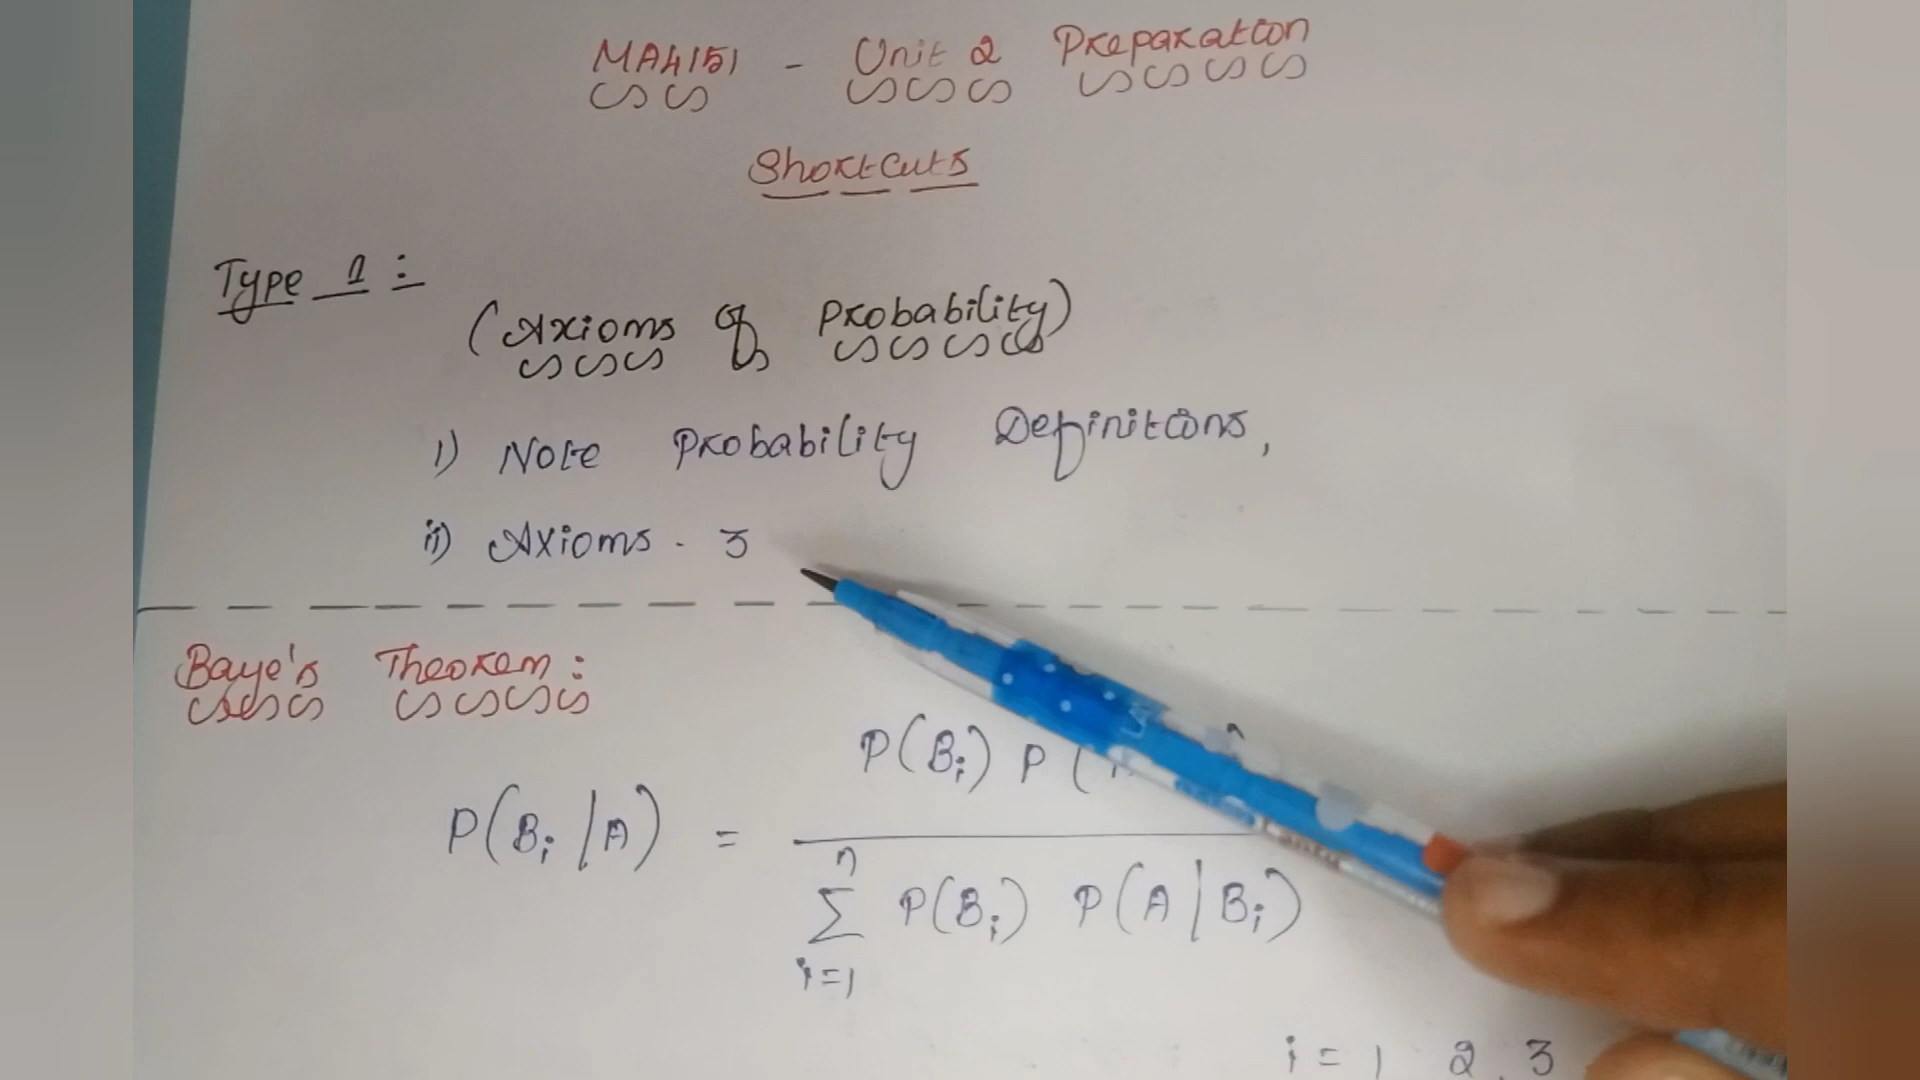 MA4151 - Unit 2 Preparation
Shortcuts
Type 1 :
(Axioms of Probability)
i) Note Probability Definitions,
ii) Axioms - 3
Baye's Theorem :
P(Bi) P (
P(Bi / A) =
n
Σ P(Bi) P(A / Bi)
i=1
i = 1 2, 3